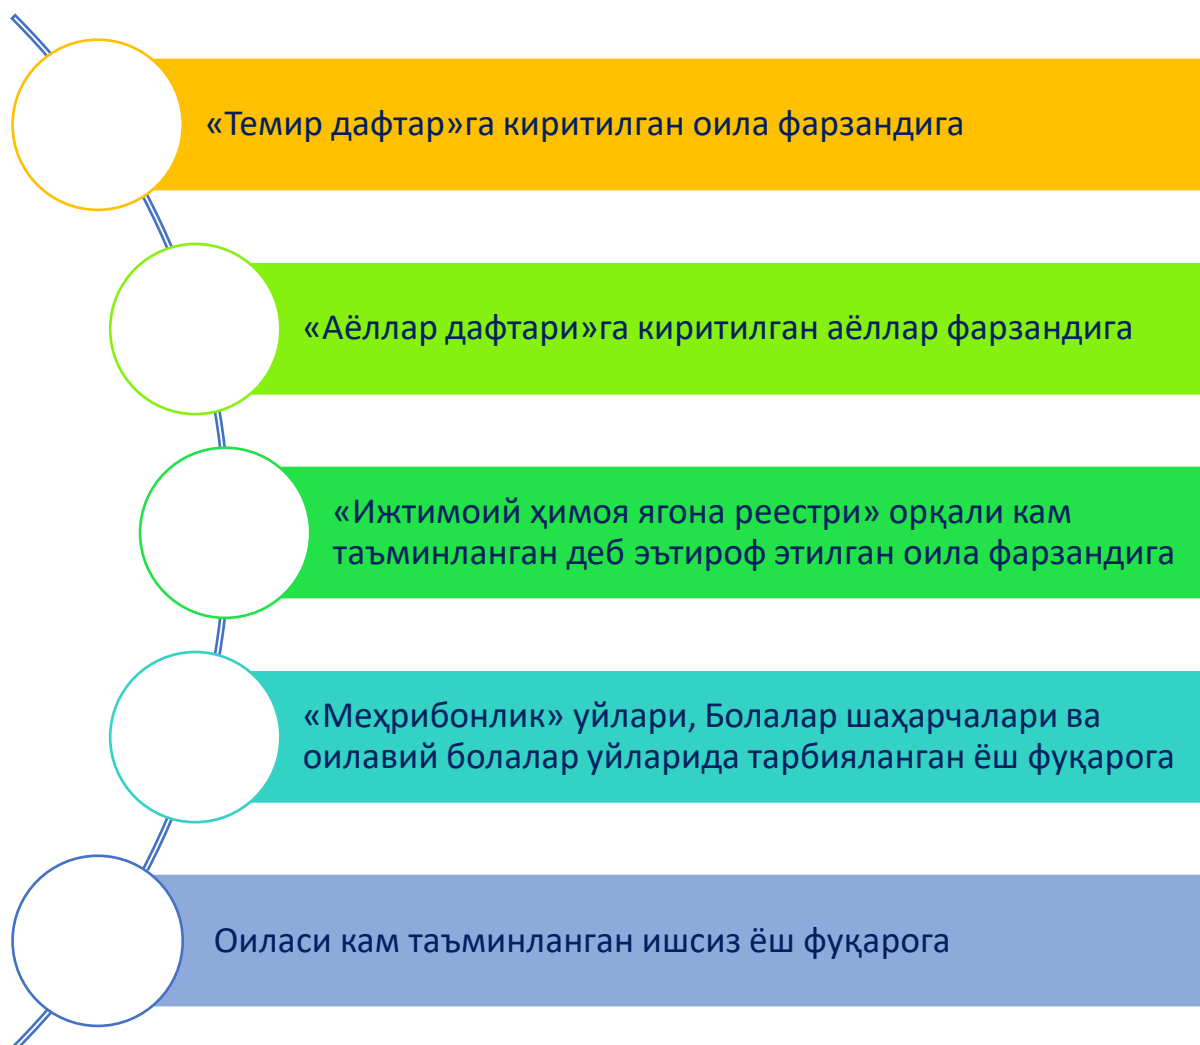 «Темир дафтар»га киритилган оила фарзандига
«Аёллар дафтари»га киритилган аёллар фарзандига
«Ижтимоий ҳимоя ягона реестри» орқали кам
таъминланган деб эътироф этилган оила фарзандига
«Меҳрибонлик» уйлари, Болалар шаҳарчалари ва
оилавий болалар уйларида тарбияланган ёш фуқарога
Оиласи кам таъминланган ишсиз ёш фуқарога